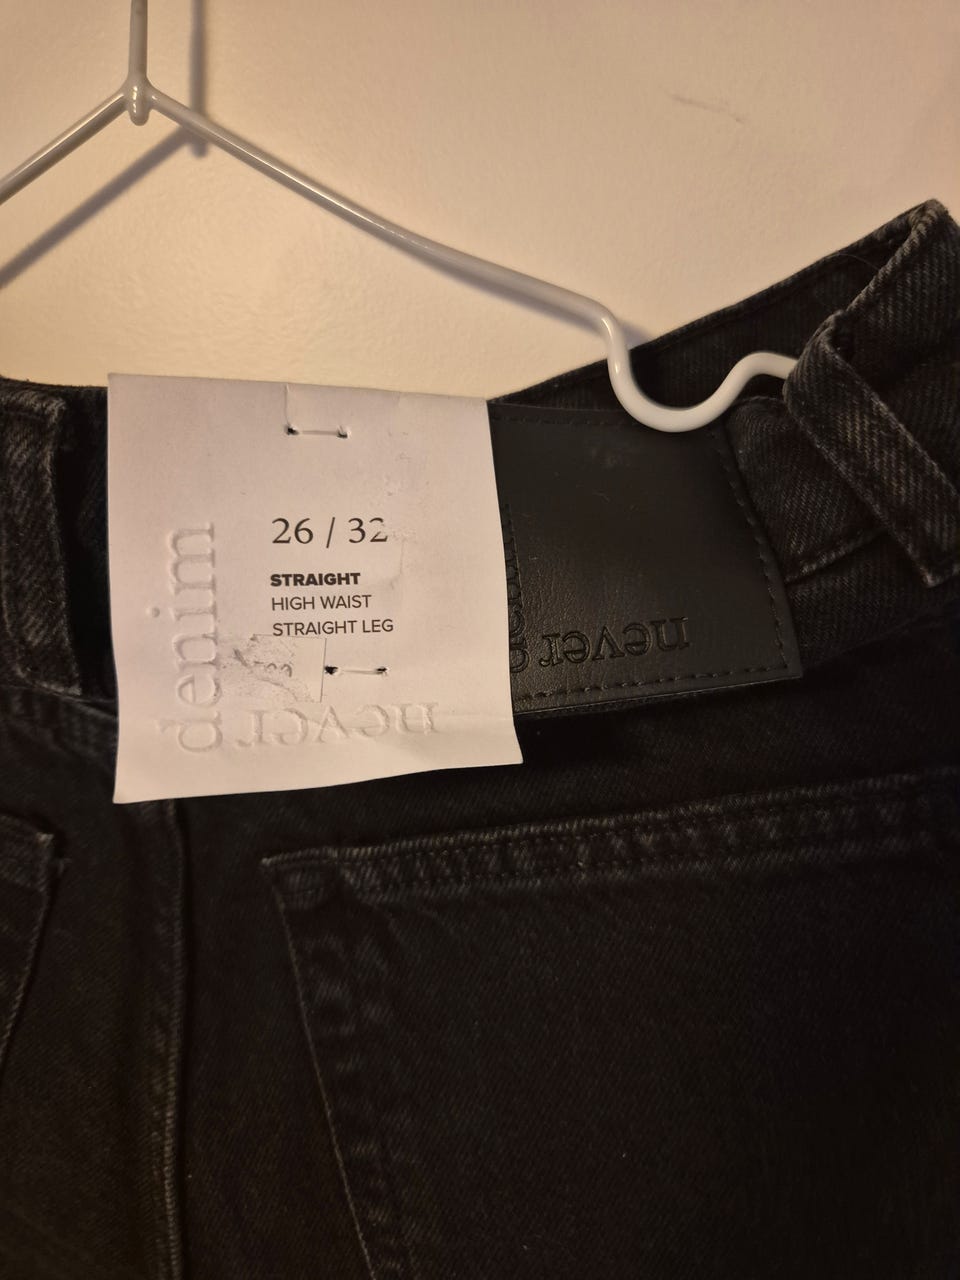 26 / 32
STRAIGHT
HIGH WAIST
STRAIGHT LEG
denim
never
never